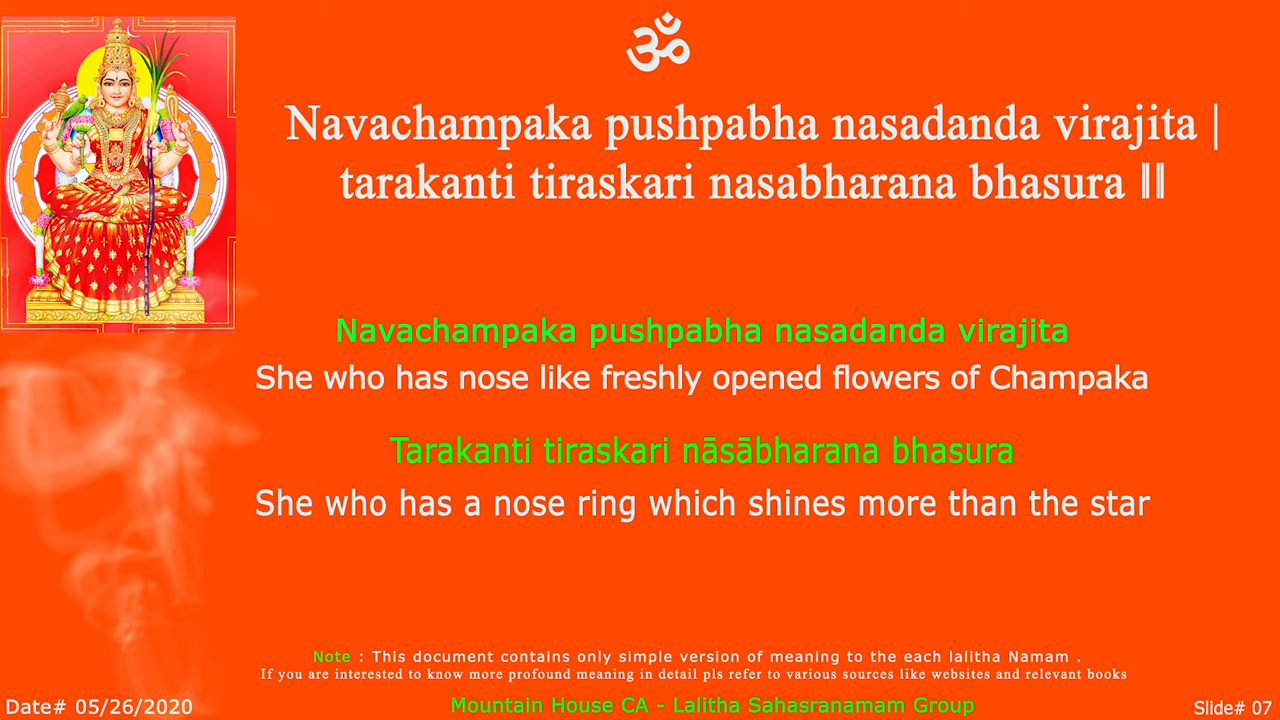 ॐ
Navachampaka pushpabha nasadanda virajita |
tarakanti tiraskari nasabharana bhasura ||
Navachampaka pushpabha nasadanda virajita
She who has nose like freshly opened flowers of Champaka
Tarakanti tiraskari nāsābharana bhasura
She who has a nose ring which shines more than the star
Note : This document contains only simple version of meaning to the each lalitha Namam .
If you are interested to know more profound meaning in detail pls refer to various sources like websites and relevant books
Date# 05/26/2020
Mountain House CA - Lalitha Sahasranamam Group
Slide# 07